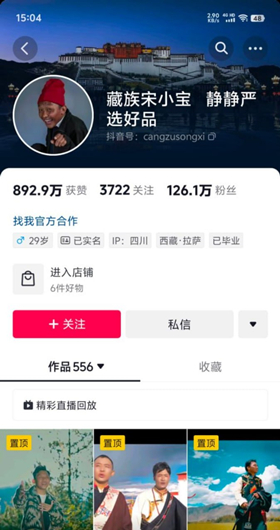 15:04
2.90 KB/s 4G 5G 48
藏族宋小宝 静静严
选好品
抖音号：cangzusongxi
892.9万 获赞 3722 关注 126.1万 粉丝
找我官方合作
29岁 已实名 IP：四川 西藏·拉萨 已毕业
进入店铺
6件好物
+ 关注 私信
作品 556 收藏
精彩直播回放
置顶 置顶 置顶